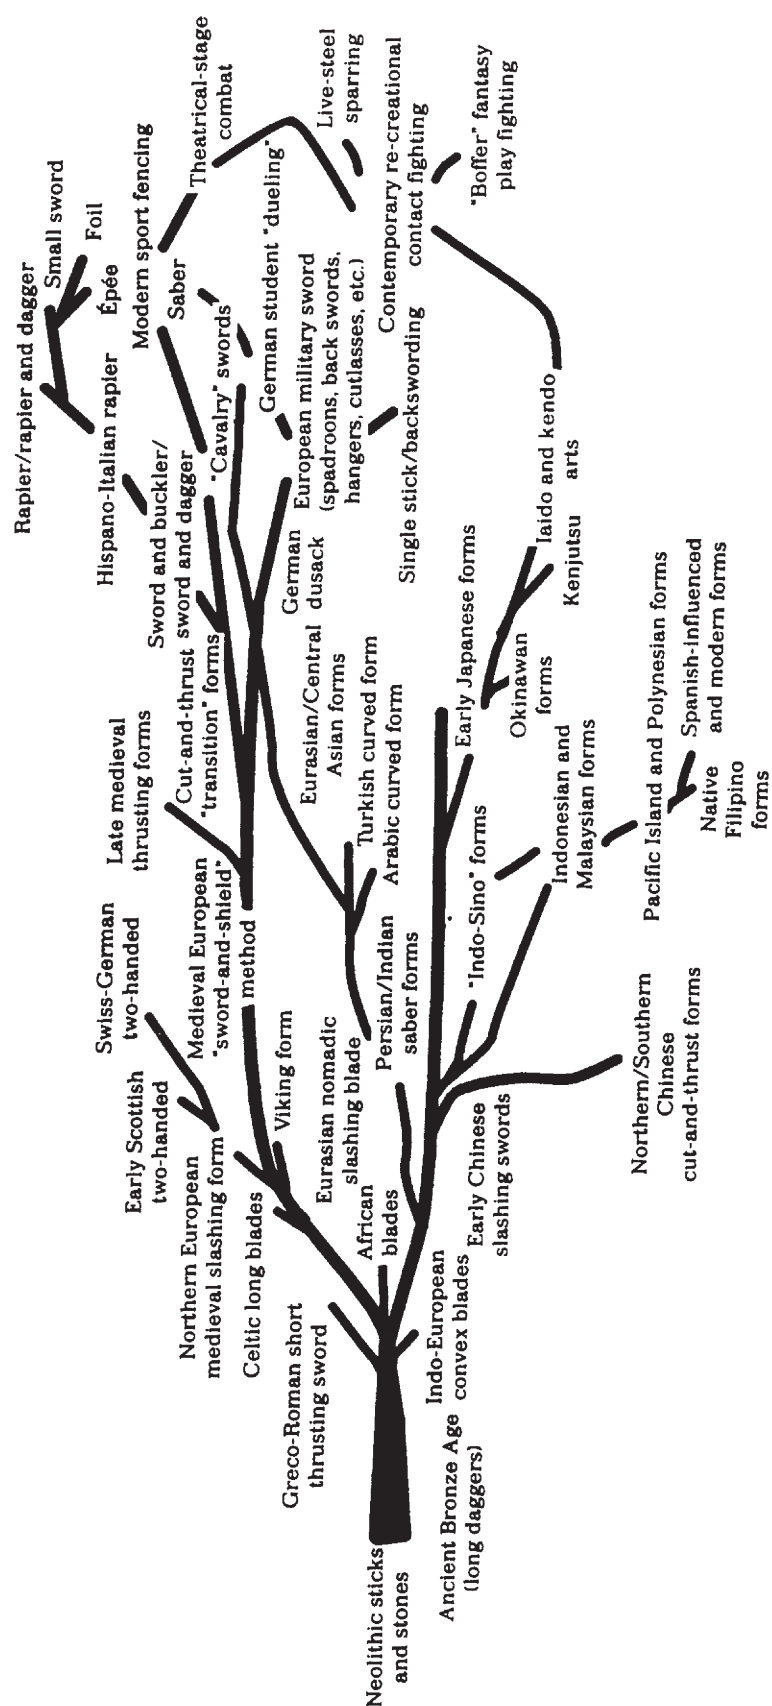 Neolithic sticks
and stones
Ancient Bronze Age
(long daggers)
Greco-Roman short
thrusting sword
Indo-European
convex blades
African
blades
Celtic long blades
Viking form
Northern European
medieval slashing form
Early Scottish
two-handed
Swiss-German
two-handed
Medieval European
"sword-and-shield"
method
Late medieval
thrusting forms
Cut-and-thrust
"transition" forms
Sword and buckler/
sword and dagger
Hispano-Italian rapier
Rapier/rapier and dagger
Small sword
Foil
Épée
Modern sport fencing
Saber
"Cavalry" swords
Theatrical-stage
combat
German student "dueling"
European military sword
(spadroons, back swords,
hangers, cutlasses, etc.)
German
dusack
Single stick/backswording
Live-steel
sparring
Contemporary re-creational
contact fighting
"Boffer" fantasy
play fighting
Eurasian nomadic
slashing blade
Persian/Indian
saber forms
Eurasian/Central
Asian forms
Turkish curved form
Arabic curved form
Early Chinese
slashing swords
Northern/Southern
Chinese
cut-and-thrust forms
"Indo-Sino" forms
Indonesian and
Malaysian forms
Pacific Island and Polynesian forms
Native
Filipino
forms
Spanish-influenced
and modern forms
Early Japanese forms
Okinawan
forms
Kenjutsu
Iaido and kendo
arts